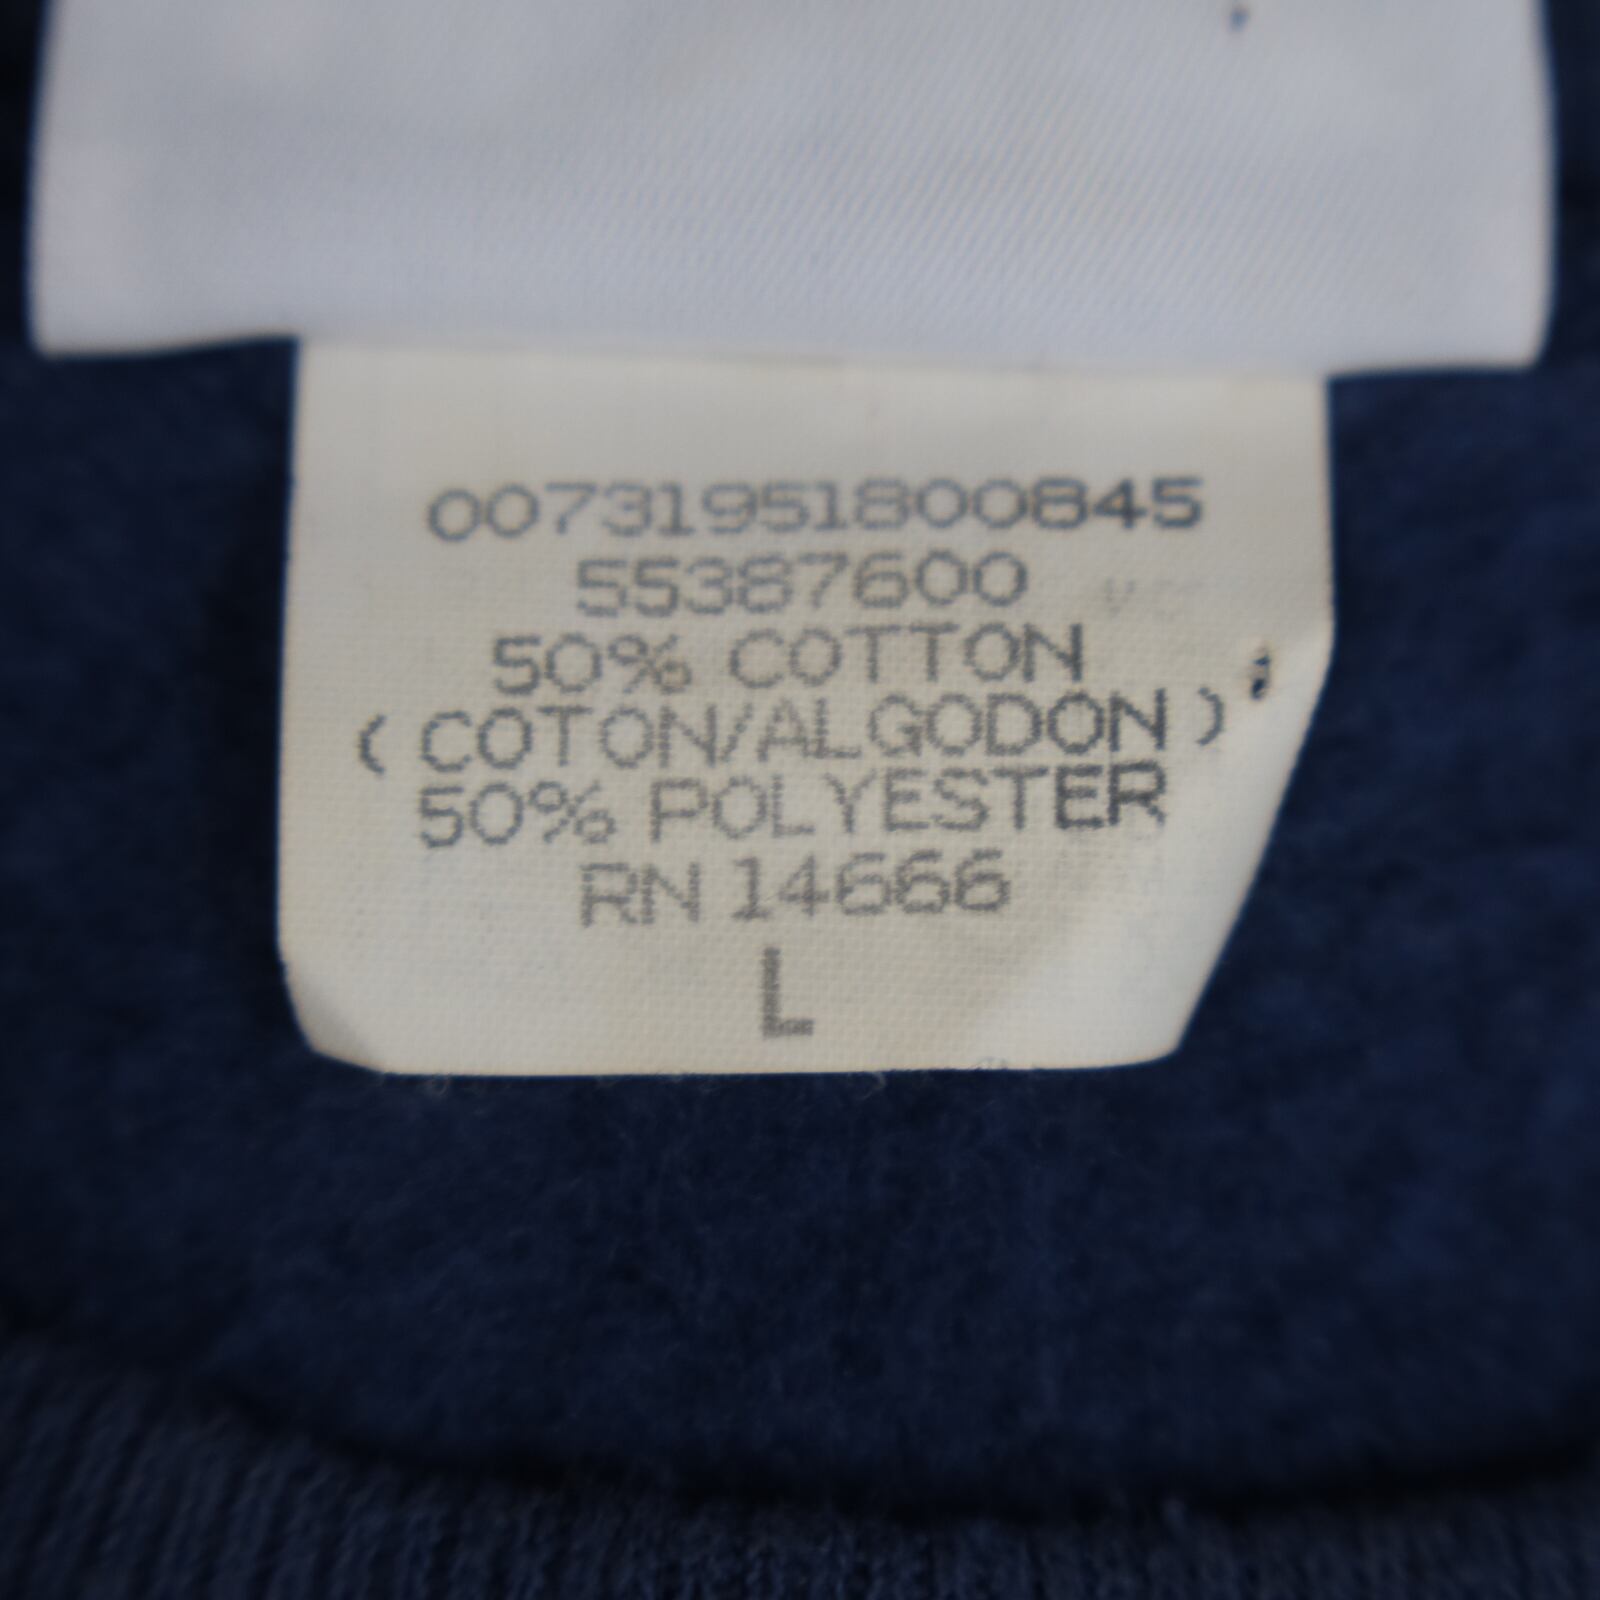 00731951800845
55387600
50% COTTON
(COTON/ALGODON)
50% POLYESTER
RN 14666
L